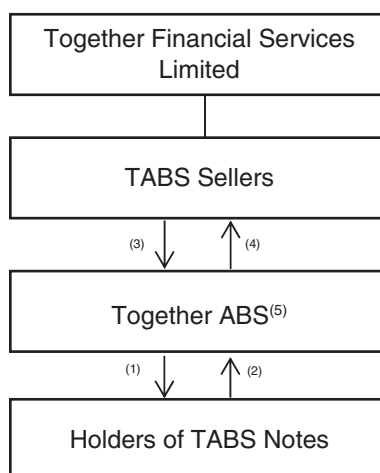 Together Financial Services
Limited
TABS Sellers
(3) (4)
Together ABS(5)
(1) (2)
Holders of TABS Notes